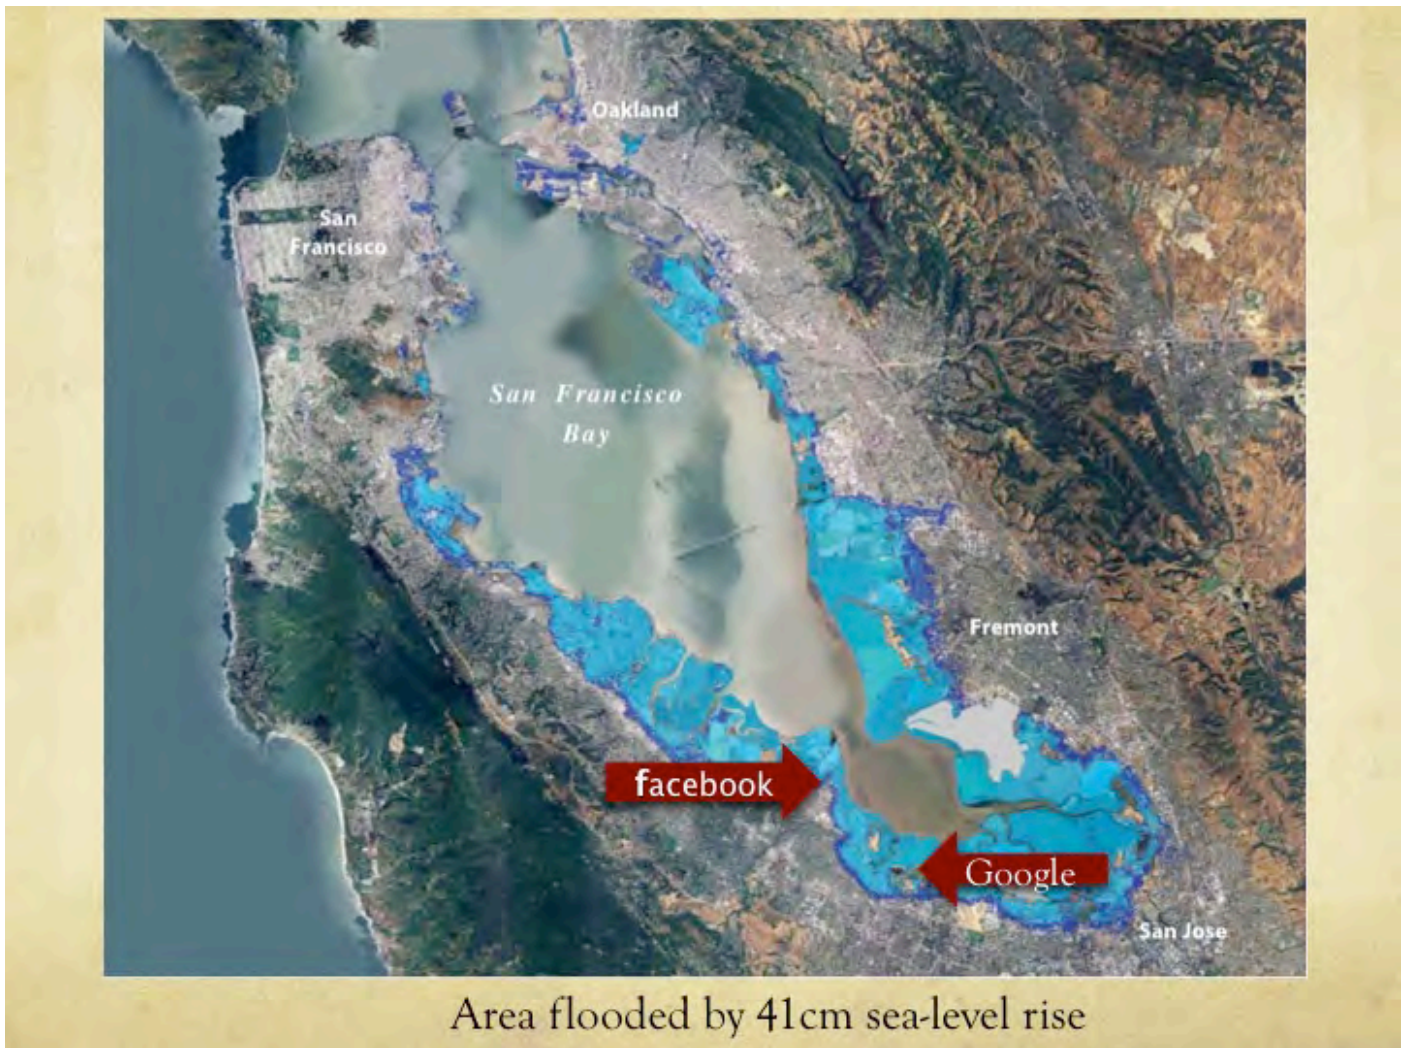 Oakland
San
Francisco
San Francisco
Bay
Fremont
facebook
Google
San Jose
Area flooded by 41cm sea-level rise